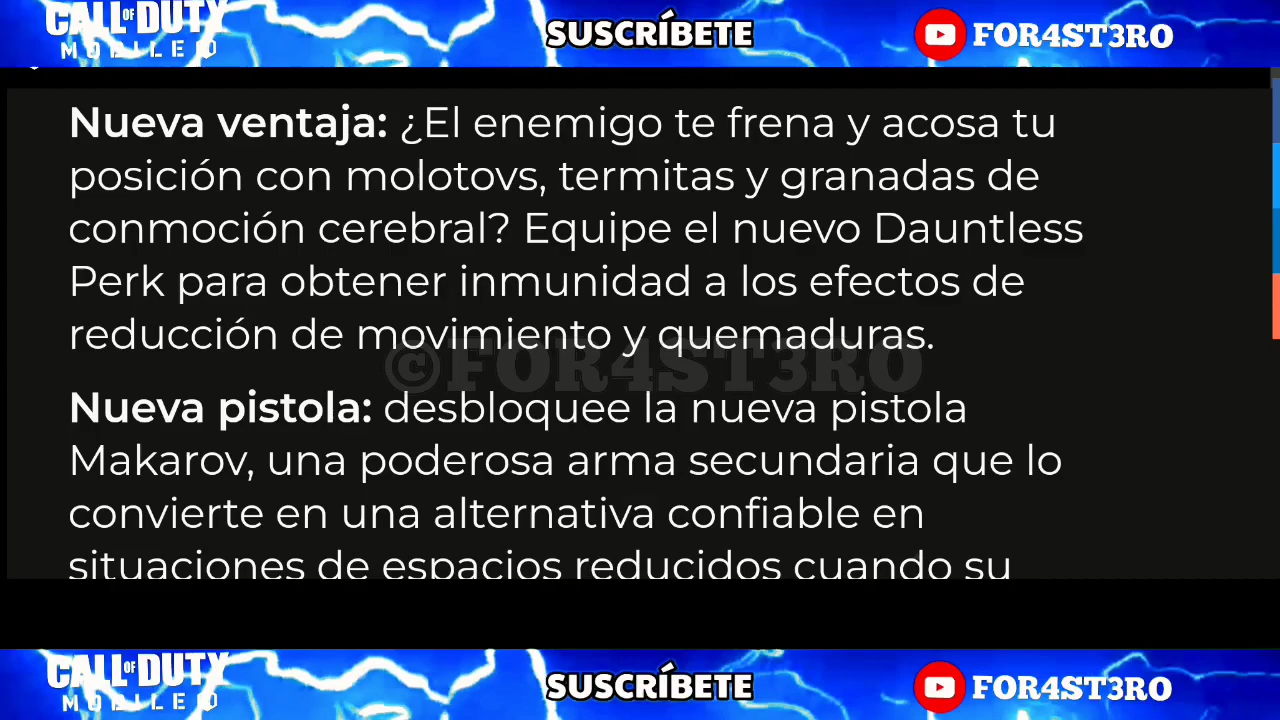 CALL OF DUTY
MOBILE
SUSCRÍBETE
FOR4ST3RO
Nueva ventaja: ¿El enemigo te frena y acosa tu
posición con molotovs, termitas y granadas de
conmoción cerebral? Equipe el nuevo Dauntless
Perk para obtener inmunidad a los efectos de
reducción de movimiento y quemaduras.
©FOR4ST3RO
Nueva pistola: desbloquee la nueva pistola
Makarov, una poderosa arma secundaria que lo
convierte en una alternativa confiable en
situaciones de espacios reducidos cuando su
CALL OF DUTY
MOBILE
SUSCRÍBETE
FOR4ST3RO